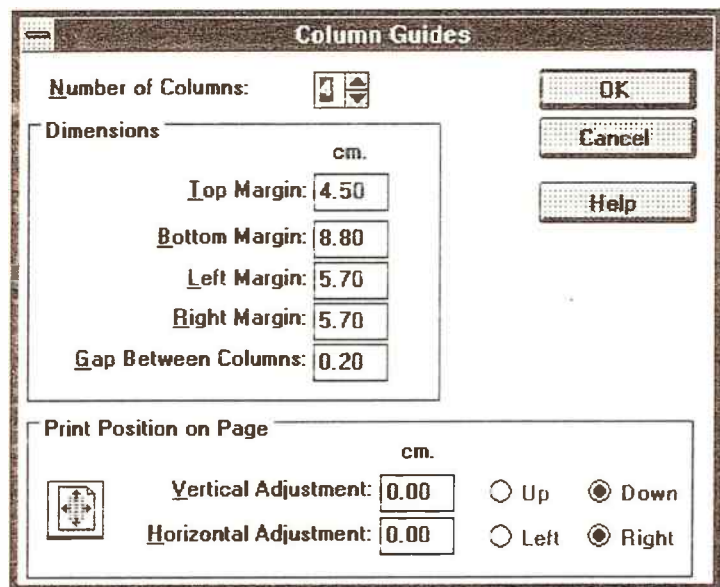 Column Guides
Number of Columns: 4
OK
Dimensions
Cancel
cm.
Top Margin: 4.50
Help
Bottom Margin: 8.80
Left Margin: 5.70
Right Margin: 5.70
Gap Between Columns: 0.20
Print Position on Page
cm.
Vertical Adjustment: 0.00 Up Down
Horizontal Adjustment: 0.00 Left Right